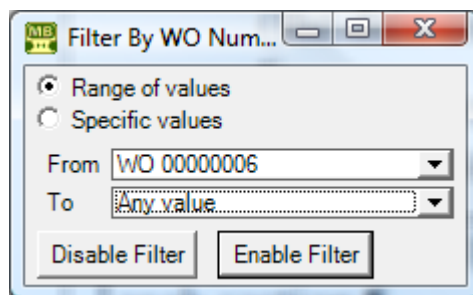 MB Filter By WO Num...
Range of values
Specific values
From WO 00000006
To Any value
Disable Filter Enable Filter